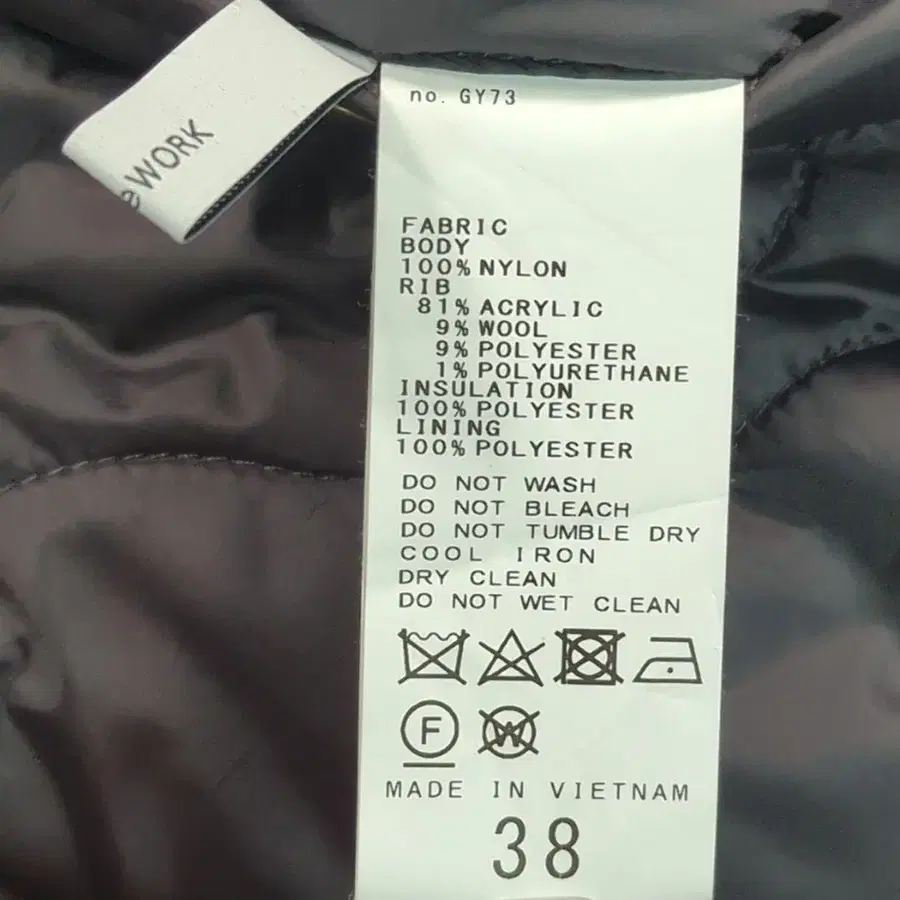 no. GY73
eWORK
FABRIC
BODY
100% NYLON
RIB
81% ACRYLIC
9% WOOL
9% POLYESTER
1% POLYURETHANE
INSULATION
100% POLYESTER
LINING
100% POLYESTER
DO NOT WASH
DO NOT BLEACH
DO NOT TUMBLE DRY
COOL IRON
DRY CLEAN
DO NOT WET CLEAN
F W
MADE IN VIETNAM
38